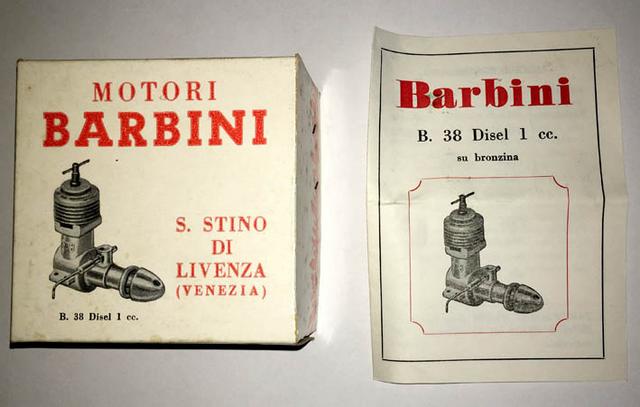 MOTORI
BARBINI
S. STINO
DI
LIVENZA
(VENEZIA)
B. 38 Disel 1 cc.
Barbini
B. 38 Disel 1 cc.
su bronzina